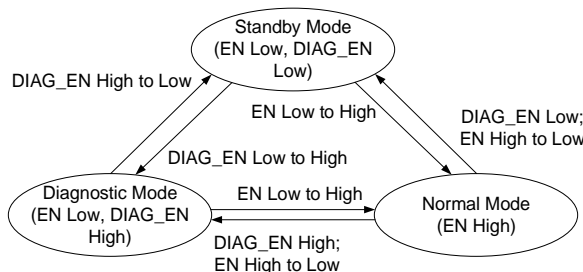 Standby Mode
(EN Low, DIAG_EN
Low)
DIAG_EN High to Low
EN Low to High
DIAG_EN Low;
EN High to Low
DIAG_EN Low to High
Diagnostic Mode
(EN Low, DIAG_EN
High)
EN Low to High
Normal Mode
(EN High)
DIAG_EN High;
EN High to Low